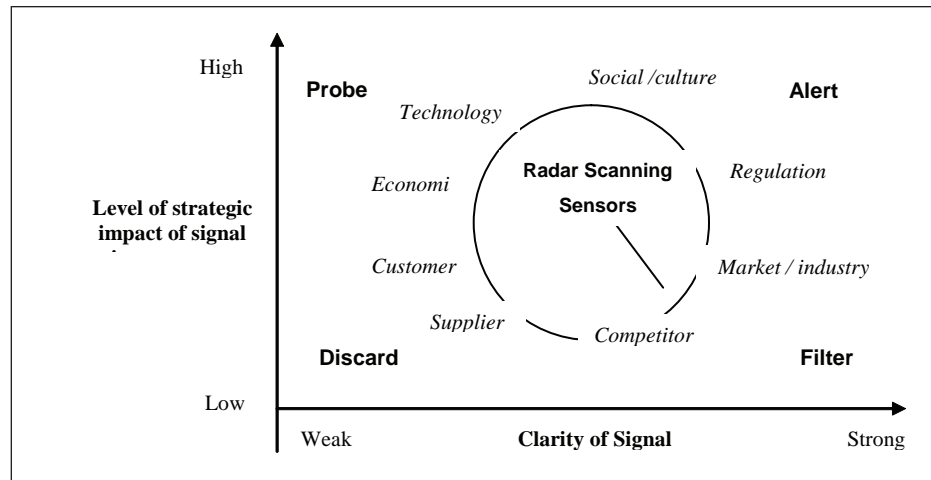 High
Probe
Social /culture
Alert
Technology
Radar Scanning
Sensors
Economi
Regulation
Level of strategic
impact of signal
Customer
Market / industry
Supplier
Competitor
Discard
Filter
Low
Weak
Clarity of Signal
Strong